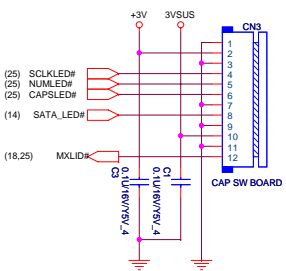 +3V 3VSUS
CN3
1
2
3
(25) SCLKLED# 4
(25) NUMLED# 5
(25) CAPSLED# 6
7
(14) SATA_LED# 8
9
10
11
(18,25) MXLID# 12
C3
0.1U/16V/Y5V_4
C1
0.1U/16V/Y5V_4
CAP SW BOARD